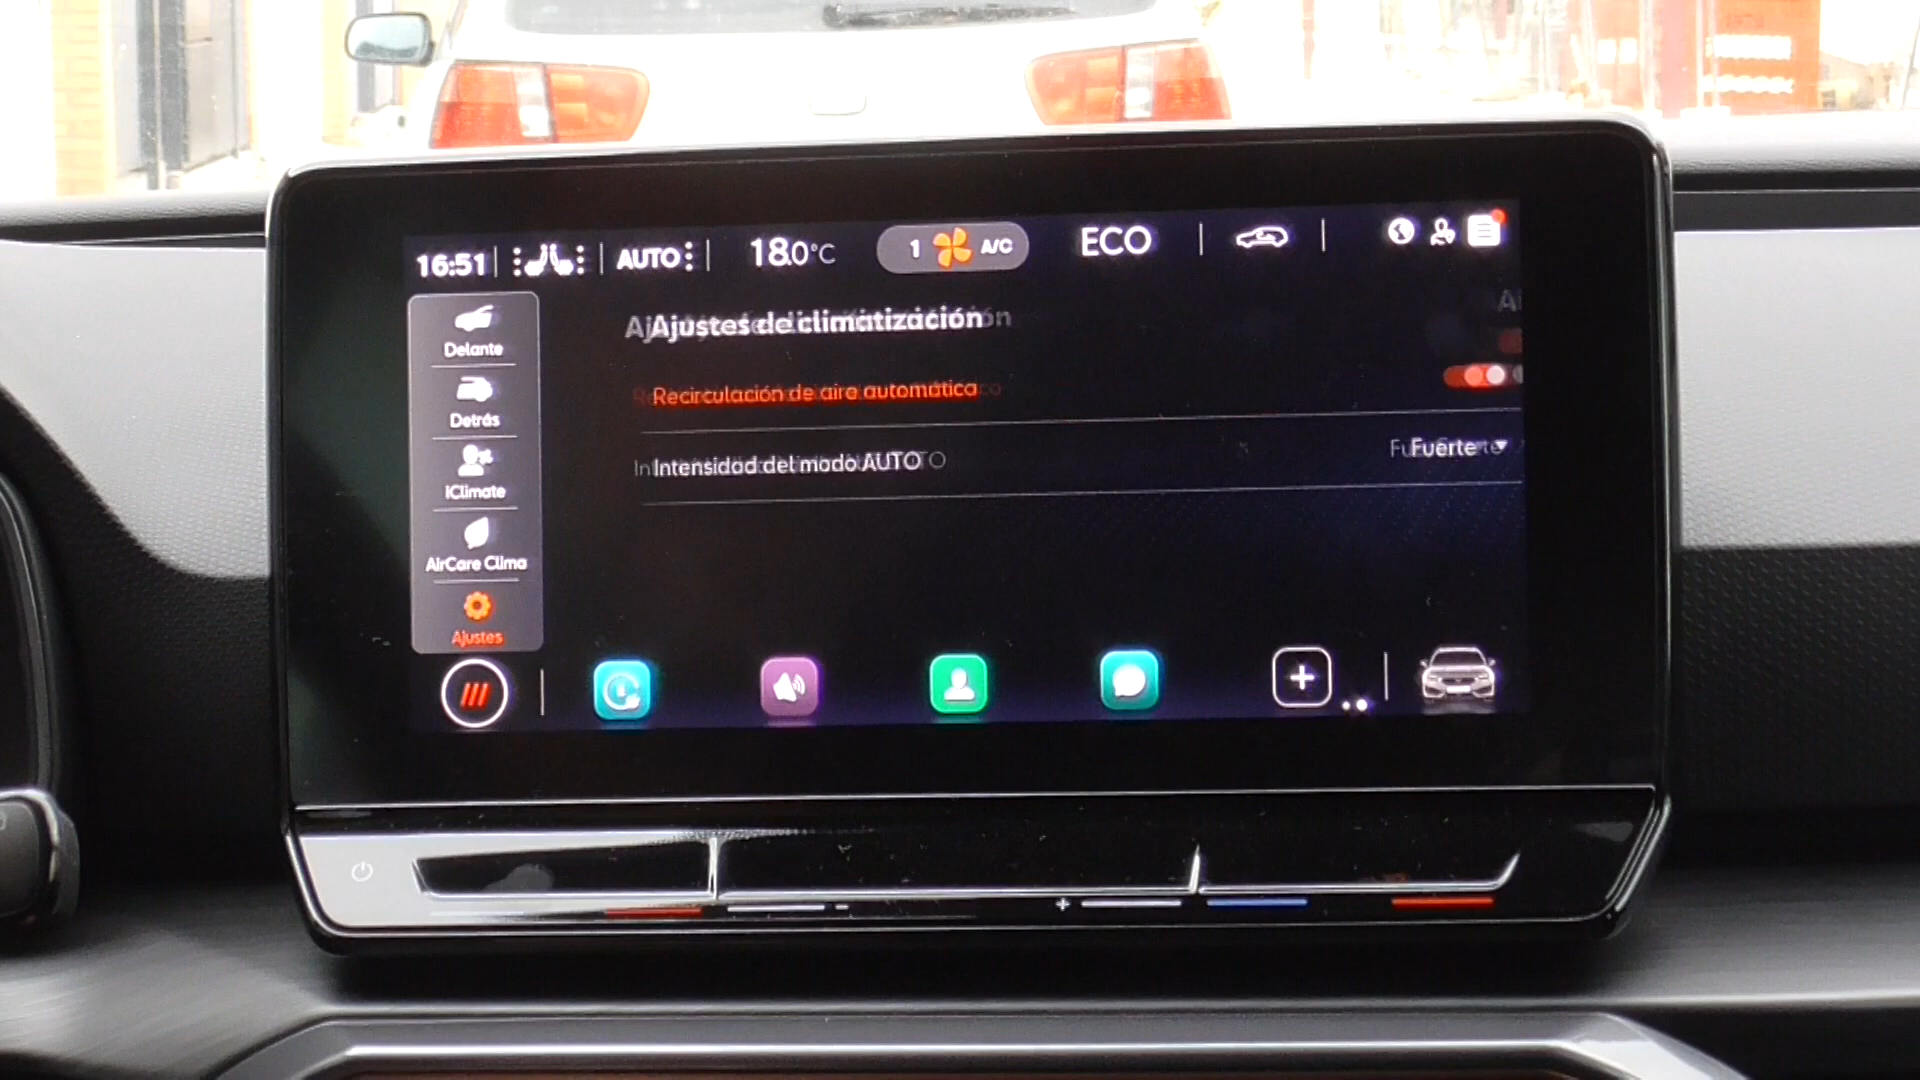 16:51 AUTO 18.0°C 1 A/C ECO
Delante
Detrás
iClimate
AirCare Clima
Ajustes
Ajustes de climatización
Recirculación de aire automática
Intensidad del modo AUTO Fuerte
- +